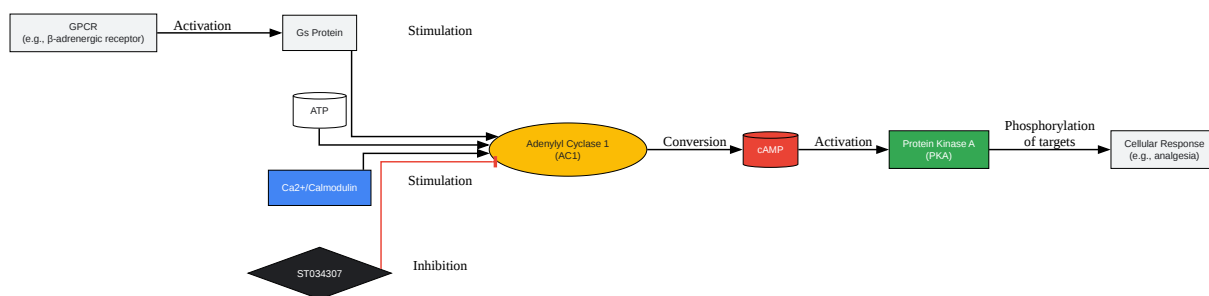 GPCR
(e.g., β-adrenergic receptor)
Activation
Gs Protein
Stimulation
ATP
Adenylyl Cyclase 1
(AC1)
Conversion
cAMP
Activation
Protein Kinase A
(PKA)
Phosphorylation
of targets
Cellular Response
(e.g., analgesia)
Ca2+/Calmodulin
Stimulation
ST034307
Inhibition